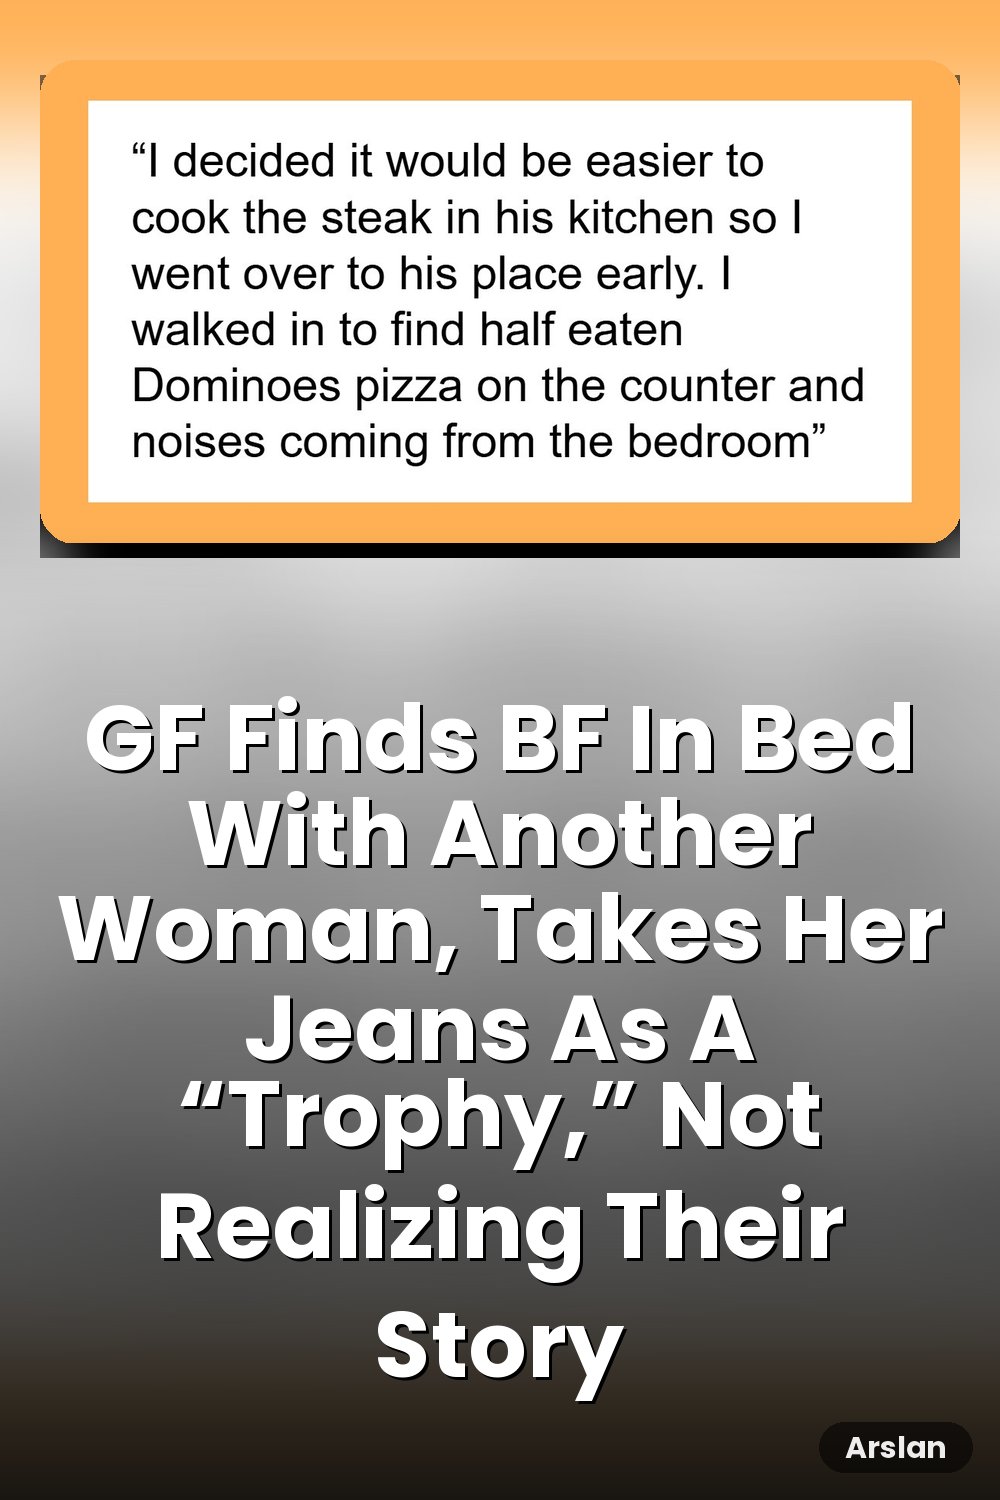 “I decided it would be easier to
cook the steak in his kitchen so I
went over to his place early. I
walked in to find half eaten
Dominoes pizza on the counter and
noises coming from the bedroom”
GF Finds BF In Bed
With Another
Woman, Takes Her
Jeans As A
“Trophy,” Not
Realizing Their
Story
Arslan